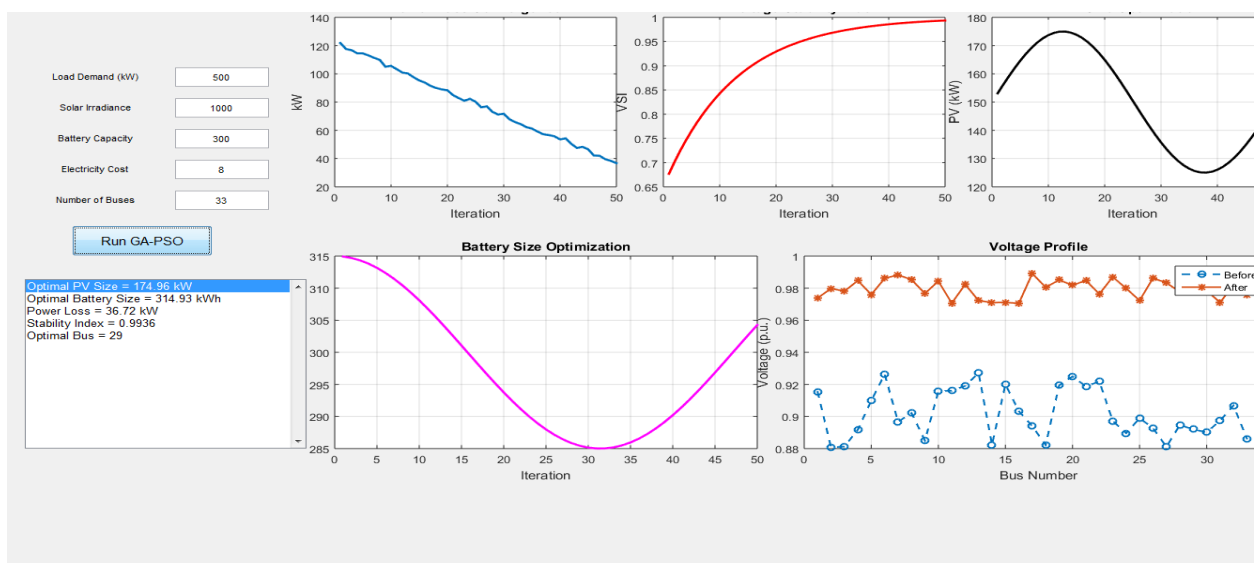 Load Demand (kW) 500
Solar Irradiance 1000
Battery Capacity 300
Electricity Cost 8
Number of Buses 33
Run GA-PSO
Optimal PV Size = 174.96 kW
Optimal Battery Size = 314.93 kWh
Power Loss = 36.72 kW
Stability Index = 0.9936
Optimal Bus = 29
kW
140
120
100
80
60
40
20
0 10 20 30 40 50
Iteration
VSI
1
0.95
0.9
0.85
0.8
0.75
0.7
0.65
0 10 20 30 40 50
Iteration
PV (kW)
180
170
160
150
140
130
120
0 10 20 30 40
Iteration
Battery Size Optimization
315
310
305
300
295
290
285
0 5 10 15 20 25 30 35 40 45 50
Iteration
Voltage Profile
Voltage (p.u.)
1
0.98
0.96
0.94
0.92
0.9
0.88
0 5 10 15 20 25 30
Bus Number
Before
After